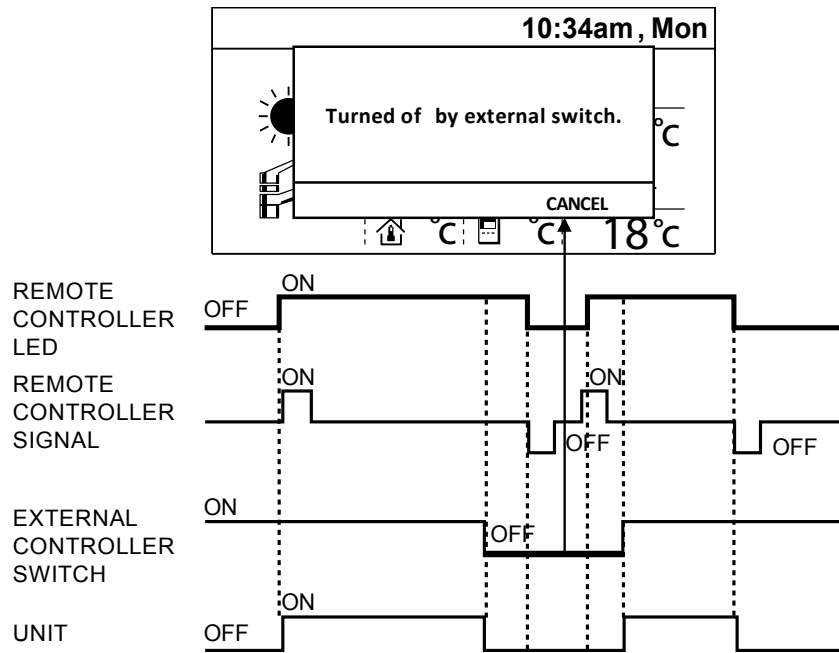 10:34am , Mon
Turned of by external switch.
°C
CANCEL
°C °C 18°C
REMOTE
CONTROLLER
LED
OFF
ON
REMOTE
CONTROLLER
SIGNAL
ON
OFF
ON
OFF
EXTERNAL
CONTROLLER
SWITCH
ON
OFF
UNIT
OFF
ON